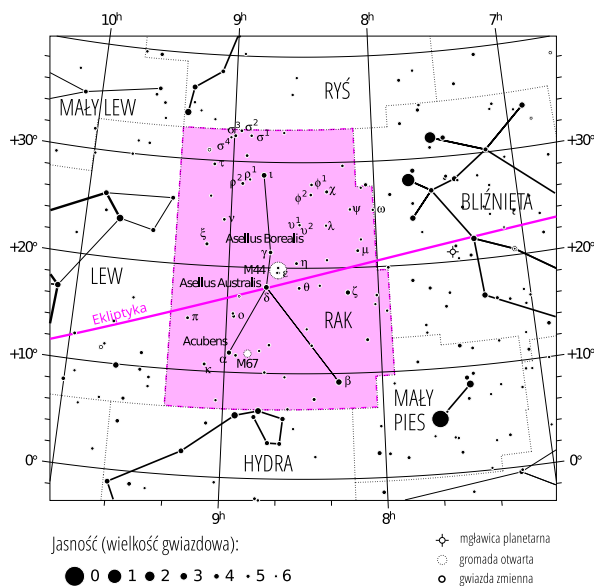 10h 9h 8h 7h
RYŚ
MAŁY LEW
+30° +30°
σ3 σ2
σ4 σ1
τ
ρ2 ρ1 ι
φ2 φ1 χ
BLIŹNIĘTA
ν ψ ω
υ1 υ2 λ
ξ
Asellus Borealis
+20° +20°
γ μ
LEW
M44 ε η
Asellus Australis
δ θ ζ
Ekliptyka
π ο
RAK
Acubens
+10° +10°
α M67
κ β
MAŁY
PIES
HYDRA
0° 0°
9h 8h
Jasność (wielkość gwiazdowa):
0 1 2 3 4 5 6
mgławica planetarna
gromada otwarta
gwiazda zmienna